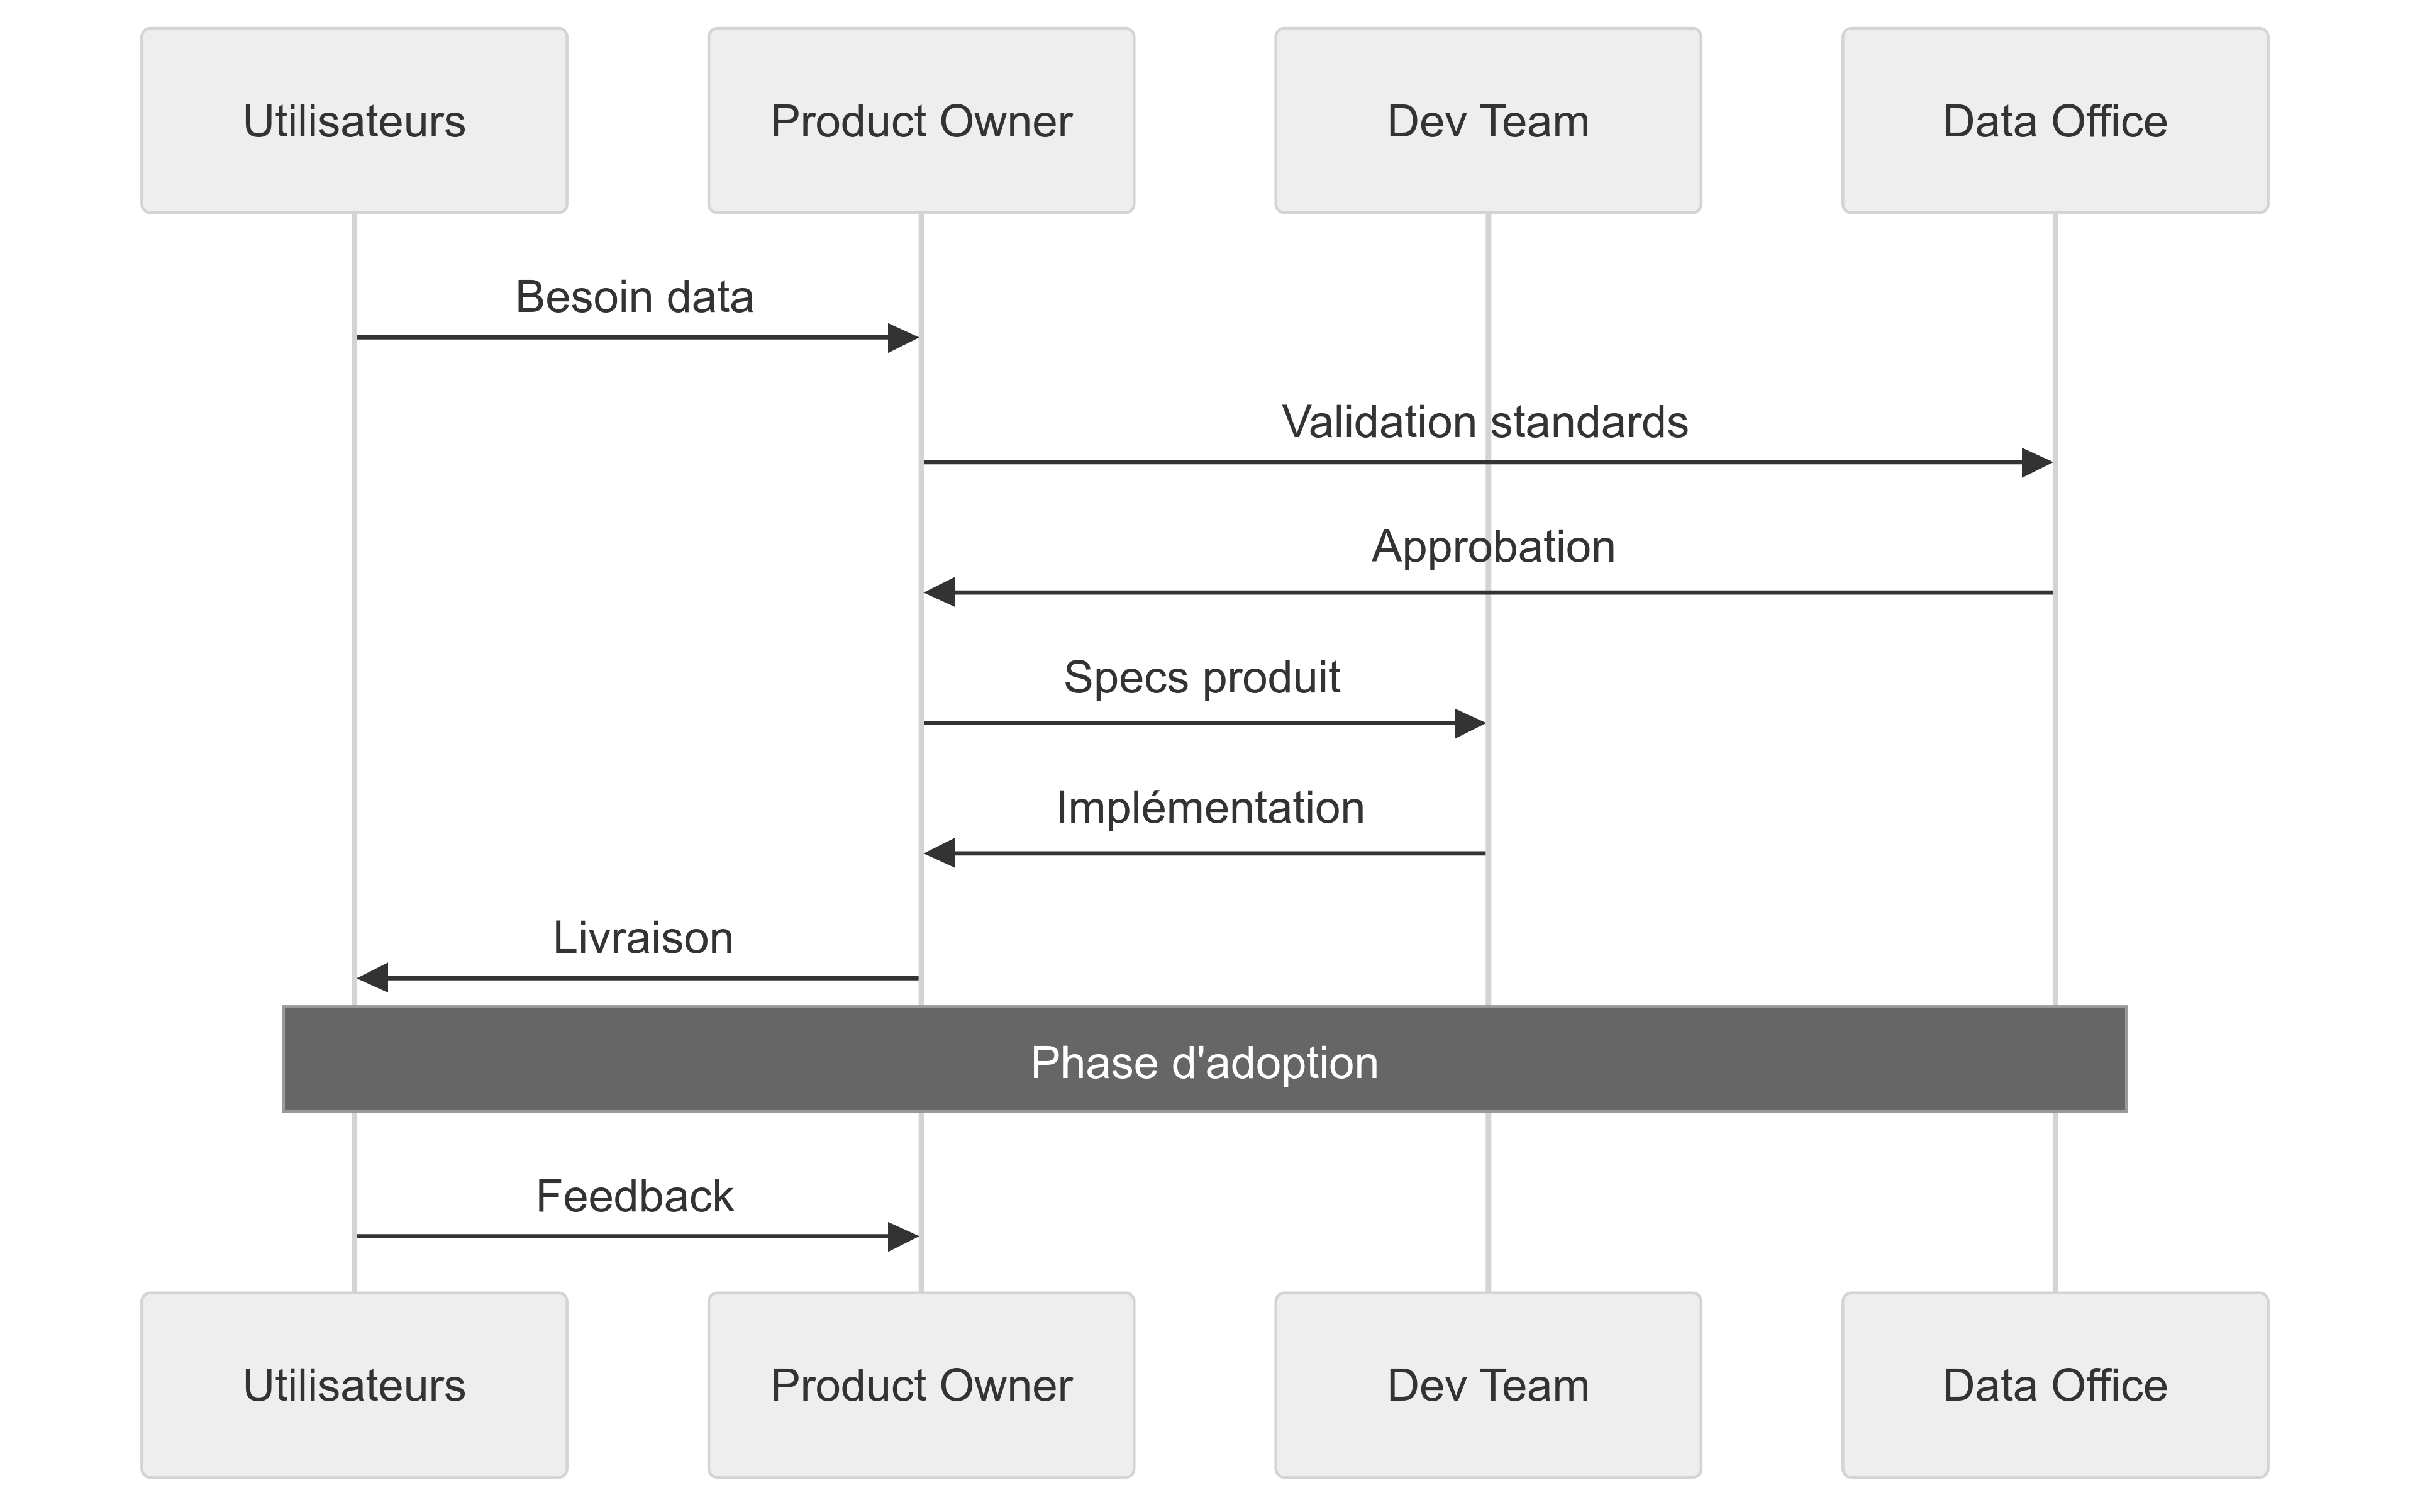 Utilisateurs
Product Owner
Dev Team
Data Office
Besoin data
Validation standards
Approbation
Specs produit
Implémentation
Livraison
Phase d'adoption
Feedback
Utilisateurs
Product Owner
Dev Team
Data Office